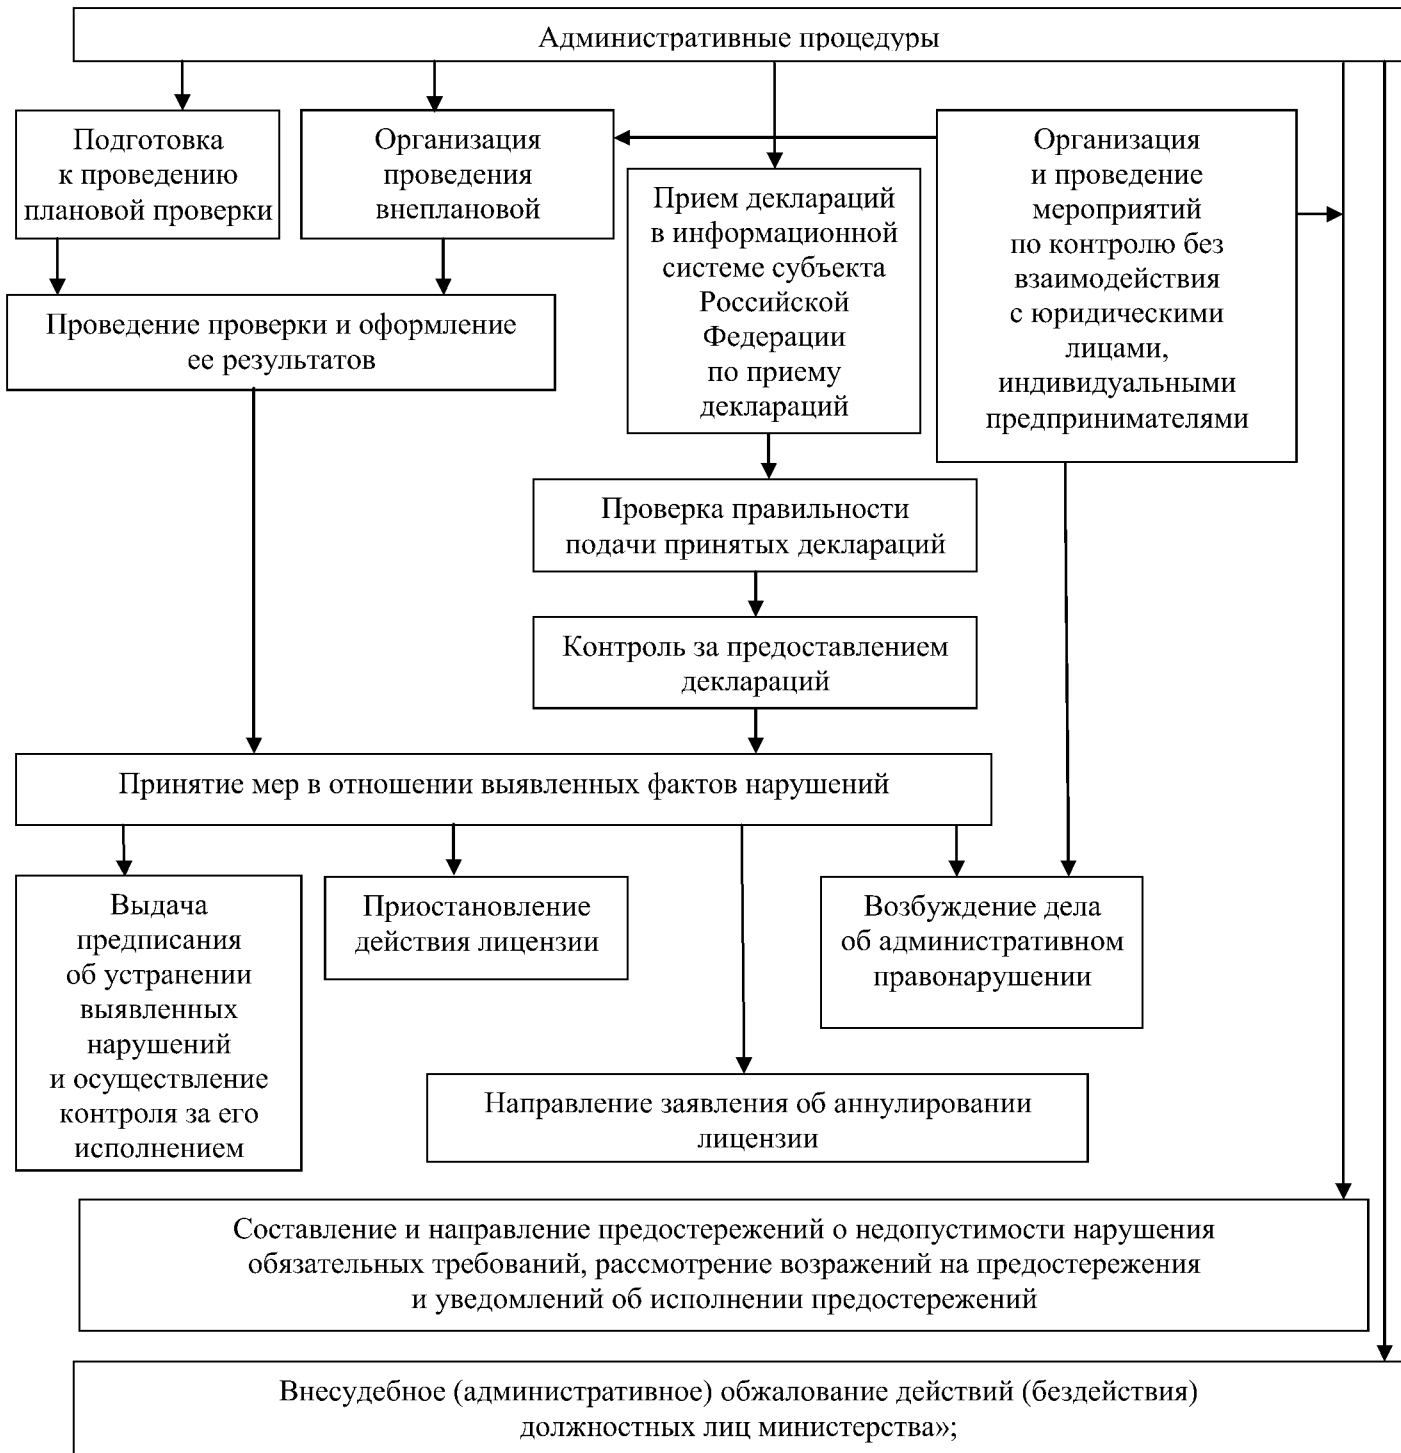 Административные процедуры
Подготовка
к проведению
плановой проверки
Организация
проведения
внеплановой
Прием деклараций
в информационной
системе субъекта
Российской
Федерации
по приему
деклараций
Организация
и проведение
мероприятий
по контролю без
взаимодействия
с юридическими
лицами,
индивидуальными
предпринимателями
Проведение проверки и оформление
ее результатов
Проверка правильности
подачи принятых деклараций
Контроль за предоставлением
деклараций
Принятие мер в отношении выявленных фактов нарушений
Выдача
предписания
об устранении
выявленных
нарушений
и осуществление
контроля за его
исполнением
Приостановление
действия лицензии
Возбуждение дела
об административном
правонарушении
Направление заявления об аннулировании
лицензии
Составление и направление предостережений о недопустимости нарушения
обязательных требований, рассмотрение возражений на предостережения
и уведомлений об исполнении предостережений
Внесудебное (административное) обжалование действий (бездействия)
должностных лиц министерства»;